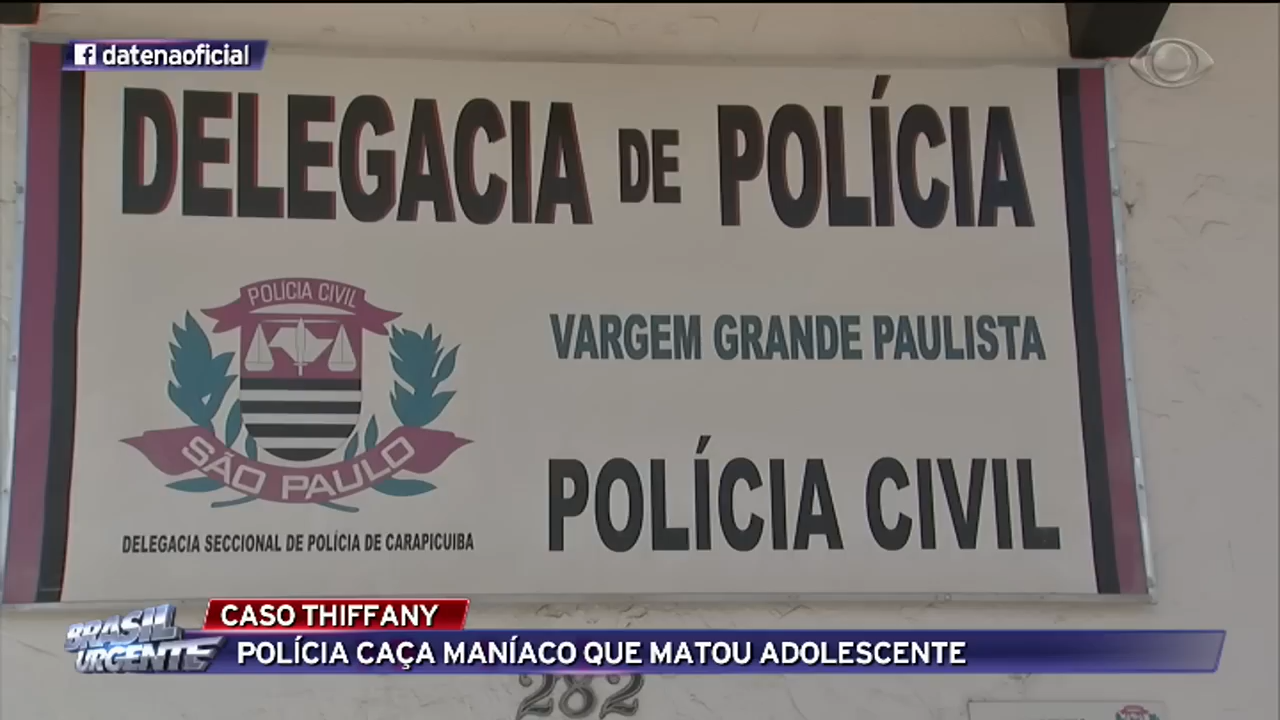 datenaoficial
DELEGACIA DE POLÍCIA
POLÍCIA CIVIL
SÃO PAULO
DELEGACIA SECCIONAL DE POLÍCIA DE CARAPICUIBA
VARGEM GRANDE PAULISTA
POLÍCIA CIVIL
CASO THIFFANY
BRASIL URGENTE
POLÍCIA CAÇA MANÍACO QUE MATOU ADOLESCENTE
282